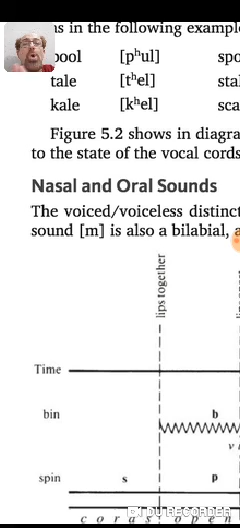 in the following example
pool [pʰul] spo
tale [tʰel] stal
kale [kʰel] sca
Figure 5.2 shows in diagra
to the state of the vocal cords
Nasal and Oral Sounds
The voiced/voiceless distinct
sound [m] is also a bilabial, a
lips together
Time
bin b
v
spin s p
c o r d s o p e n
DU RECORDER